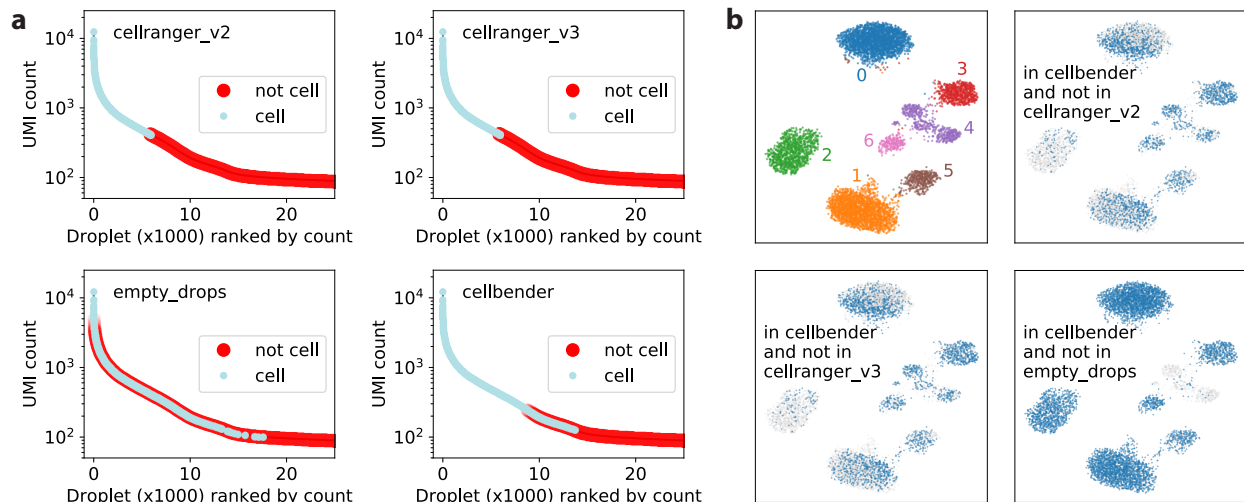 a
cellranger_v2
UMI count
10⁴
10³
10²
not cell
cell
0
10
20
Droplet (x1000) ranked by count
cellranger_v3
UMI count
10⁴
10³
10²
not cell
cell
0
10
20
Droplet (x1000) ranked by count
empty_drops
UMI count
10⁴
10³
10²
not cell
cell
0
10
20
Droplet (x1000) ranked by count
cellbender
UMI count
10⁴
10³
10²
not cell
cell
0
10
20
Droplet (x1000) ranked by count
b
0
3
4
6
2
1
5
in cellbender
and not in
cellranger_v2
in cellbender
and not in
cellranger_v3
in cellbender
and not in
empty_drops